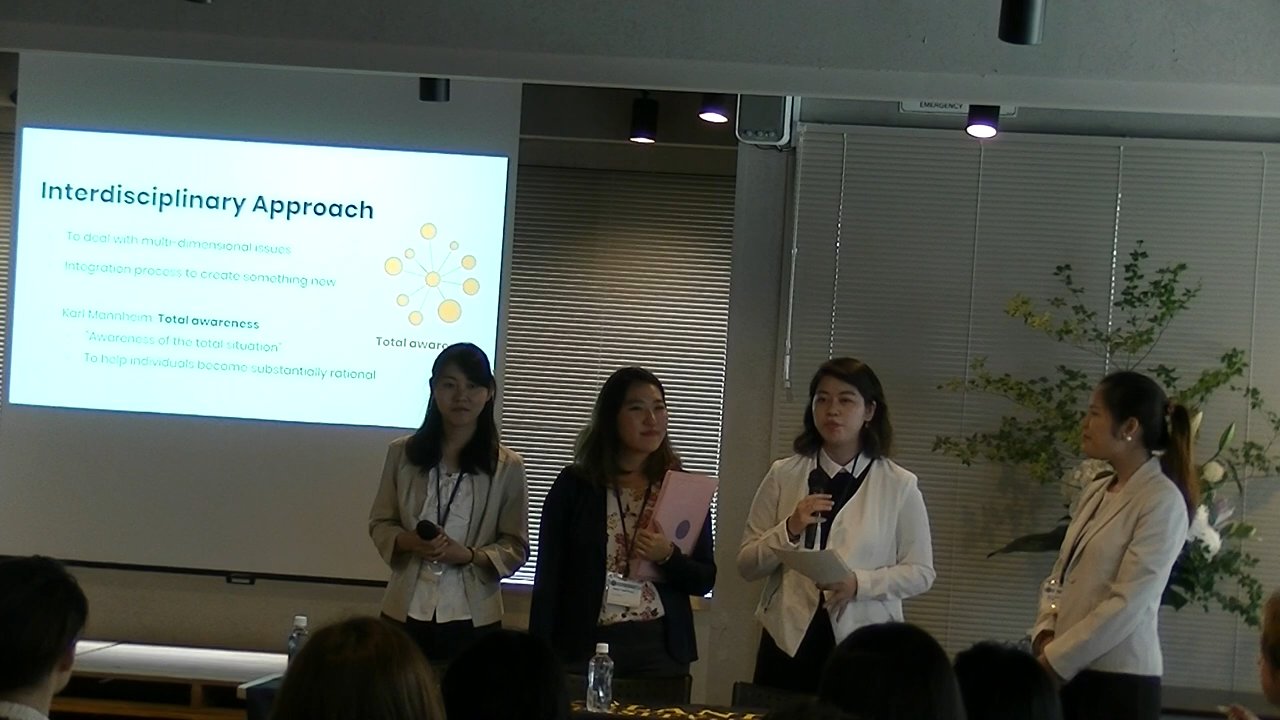 EMERGENCY
Interdisciplinary Approach
To deal with multi-dimensional issues
Integration process to create something new
Karl Mannheim: Total awareness
"Awareness of the total situation"
To help individuals become substantially rational
Total